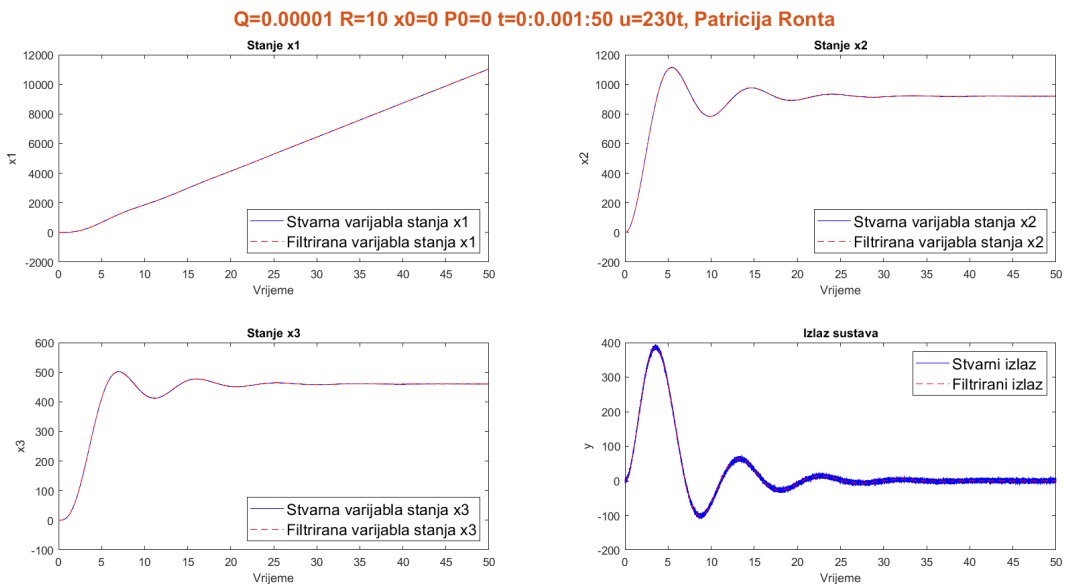 Q=0.00001 R=10 x0=0 P0=0 t=0:0.001:50 u=230t, Patricija Ronta
Stanje x1
12000
10000
8000
6000
4000
2000
0
-2000
x1
0 5 10 15 20 25 30 35 40 45 50
Vrijeme
Stvarna varijabla stanja x1
Filtrirana varijabla stanja x1
Stanje x2
1200
1000
800
600
400
200
0
-200
x2
0 5 10 15 20 25 30 35 40 45 50
Vrijeme
Stvarna varijabla stanja x2
Filtrirana varijabla stanja x2
Stanje x3
600
500
400
300
200
100
0
-100
x3
0 5 10 15 20 25 30 35 40 45 50
Vrijeme
Stvarna varijabla stanja x3
Filtrirana varijabla stanja x3
Izlaz sustava
400
300
200
100
0
-100
-200
y
0 5 10 15 20 25 30 35 40 45 50
Vrijeme
Stvarni izlaz
Filtrirani izlaz